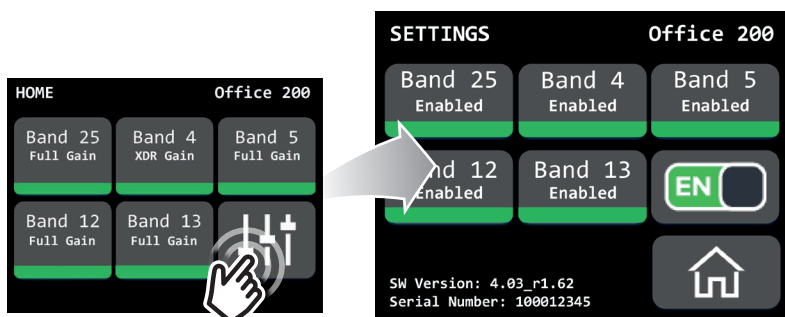 HOME Office 200
Band 25 Band 4 Band 5
Full Gain XDR Gain Full Gain
Band 12 Band 13
Full Gain Full Gain
SETTINGS Office 200
Band 25 Band 4 Band 5
Enabled Enabled Enabled
nd 12 Band 13
Enabled Enabled
EN
SW Version: 4.03_r1.62
Serial Number: 100012345